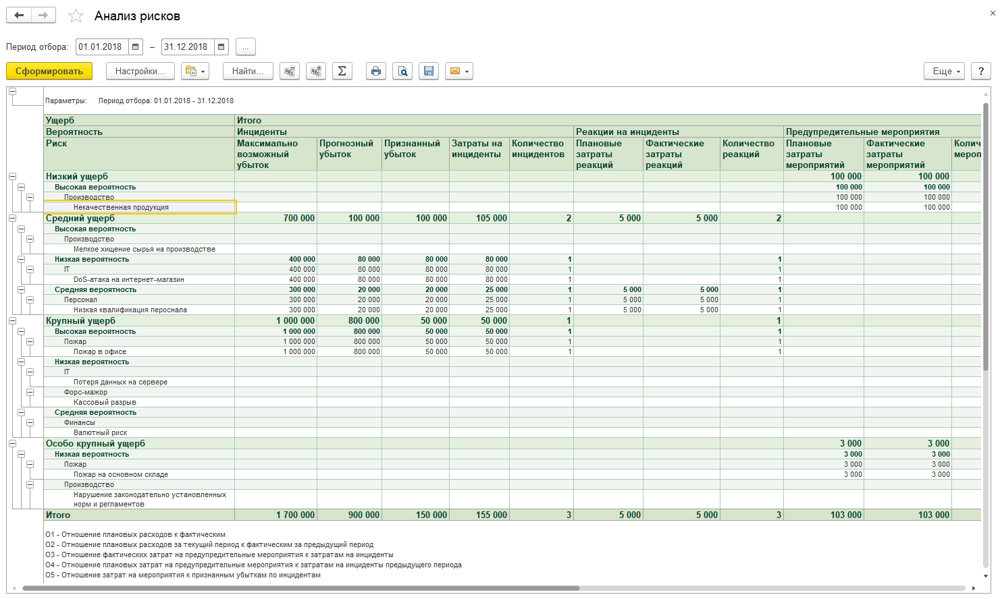 Анализ рисков
×
Период отбора: 01.01.2018 – 31.12.2018 ...
Сформировать Настройки... Найти... Σ Еще ?
Параметры: Период отбора: 01.01.2018 - 31.12.2018
Ущерб Итого
Вероятность Инциденты Реакции на инциденты Предупредительные мероприятия
Риск Максимально возможный убыток Прогнозный убыток Признанный убыток Затраты на инциденты Количество инцидентов Плановые затраты реакций Фактические затраты реакций Количество реакций Плановые затраты мероприятий Фактические затраты мероприятий Колич мероп
Низкий ущерб 100 000 100 000
Высокая вероятность 100 000 100 000
Производство 100 000 100 000
Некачественная продукция 100 000 100 000
Средний ущерб 700 000 100 000 100 000 105 000 2 5 000 5 000 2
Высокая вероятность
Производство
Мелкое хищение сырья на производстве
Низкая вероятность 400 000 80 000 80 000 80 000 1 1
IT 400 000 80 000 80 000 80 000 1 1
DoS-атака на интернет-магазин 400 000 80 000 80 000 80 000 1 1
Средняя вероятность 300 000 20 000 20 000 25 000 1 5 000 5 000 1
Персонал 300 000 20 000 20 000 25 000 1 5 000 5 000 1
Низкая квалификация пероснала 300 000 20 000 20 000 25 000 1 5 000 5 000 1
Крупный ущерб 1 000 000 800 000 50 000 50 000 1 1
Высокая вероятность 1 000 000 800 000 50 000 50 000 1 1
Пожар 1 000 000 800 000 50 000 50 000 1 1
Пожар в офисе 1 000 000 800 000 50 000 50 000 1 1
Низкая вероятность
IT
Потеря данных на сервере
Форс-мажор
Кассовый разрыв
Средняя вероятность
Финансы
Валютный риск
Особо крупный ущерб 3 000 3 000
Низкая вероятность 3 000 3 000
Пожар 3 000 3 000
Пожар на основном складе 3 000 3 000
Производство
Нарушение законодательно установленных
норм и регламентов
Итого 1 700 000 900 000 150 000 155 000 3 5 000 5 000 3 103 000 103 000
О1 - Отношение плановых расходов к фактическим
О2 - Отношение плановых расходов за текущий период к фактическим за предыдущий период
О3 - Отношение фактических затрат на предупредительные мероприятия к затратам на инциденты
О4 - Отношение плановых затрат на предупредительные мероприятия к затратам на инциденты предыдущего периода
О5 - Отношение затрат на мероприятия к признанным убыткам по инцидентам